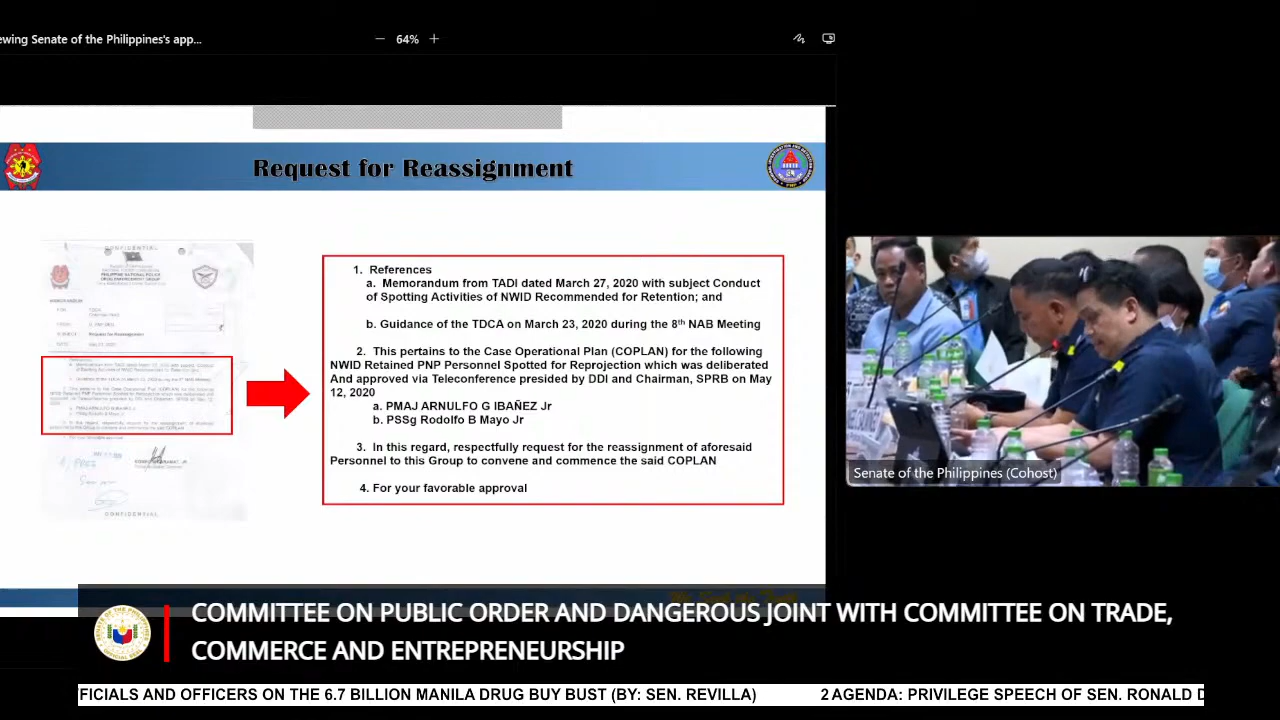 ewing Senate of the Philippines's app...
64%
Request for Reassignment
CONFIDENTIAL
PHILIPPINE NATIONAL POLICE
DRUG ENFORCEMENT GROUP
Request for Reassignment
CONFIDENTIAL
1. References
a. Memorandum from TADI dated March 27, 2020 with subject Conduct
of Spotting Activities of NWID Recommended for Retention; and
b. Guidance of the TDCA on March 23, 2020 during the 8th NAB Meeting
2. This pertains to the Case Operational Plan (COPLAN) for the following
NWID Retained PNP Personnel Spotted for Reprojection which was deliberated
And approved via Teleconference presided by DDI and Chairman, SPRB on May
12, 2020
a. PMAJ ARNULFO G IBAÑEZ Jr
b. PSSg Rodolfo B Mayo Jr
3. In this regard, respectfully request for the reassignment of aforesaid
Personnel to this Group to convene and commence the said COPLAN
4. For your favorable approval
Senate of the Philippines (Cohost)
COMMITTEE ON PUBLIC ORDER AND DANGEROUS JOINT WITH COMMITTEE ON TRADE,
COMMERCE AND ENTREPRENEURSHIP
FICIALS AND OFFICERS ON THE 6.7 BILLION MANILA DRUG BUY BUST (BY: SEN. REVILLA) 2 AGENDA: PRIVILEGE SPEECH OF SEN. RONALD D